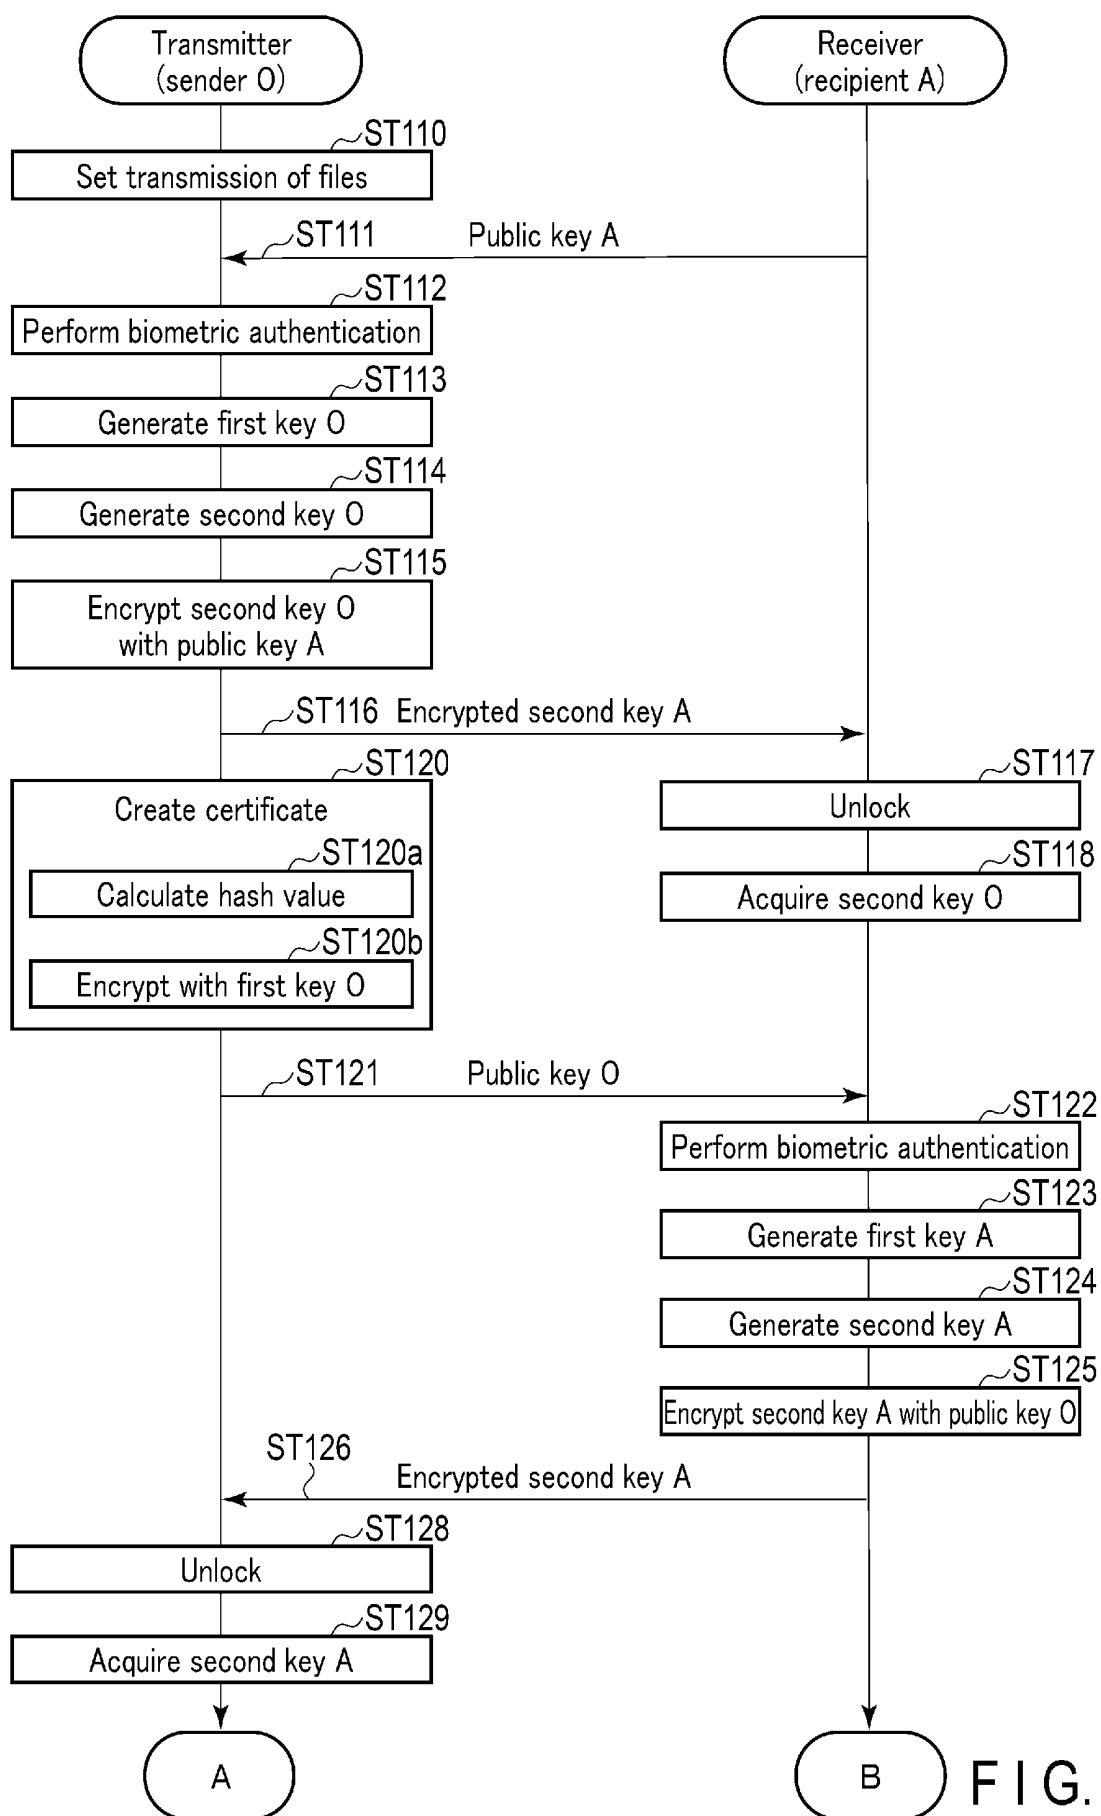 Transmitter
(sender O)
Receiver
(recipient A)
ST110
Set transmission of files
ST111
Public key A
ST112
Perform biometric authentication
ST113
Generate first key O
ST114
Generate second key O
ST115
Encrypt second key O
with public key A
ST116
Encrypted second key A
ST120
Create certificate
ST120a
Calculate hash value
ST120b
Encrypt with first key O
ST117
Unlock
ST118
Acquire second key O
ST121
Public key O
ST122
Perform biometric authentication
ST123
Generate first key A
ST124
Generate second key A
ST125
Encrypt second key A with public key O
ST126
Encrypted second key A
ST128
Unlock
ST129
Acquire second key A
A
B
FIG.